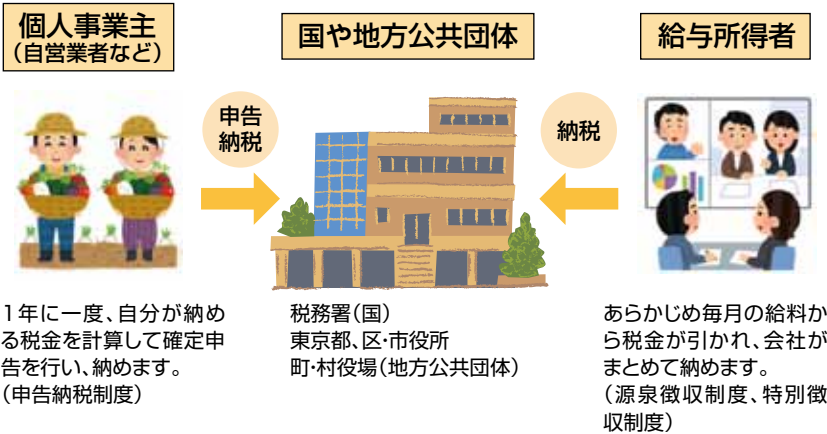 個人事業主
（自営業者など）
国や地方公共団体
給与所得者
申告
納税
納税
1年に一度、自分が納め
る税金を計算して確定申
告を行い、納めます。
（申告納税制度）
税務署（国）
東京都、区・市役所
町・村役場（地方公共団体）
あらかじめ毎月の給料か
ら税金が引かれ、会社が
まとめて納めます。
（源泉徴収制度、特別徴
収制度）